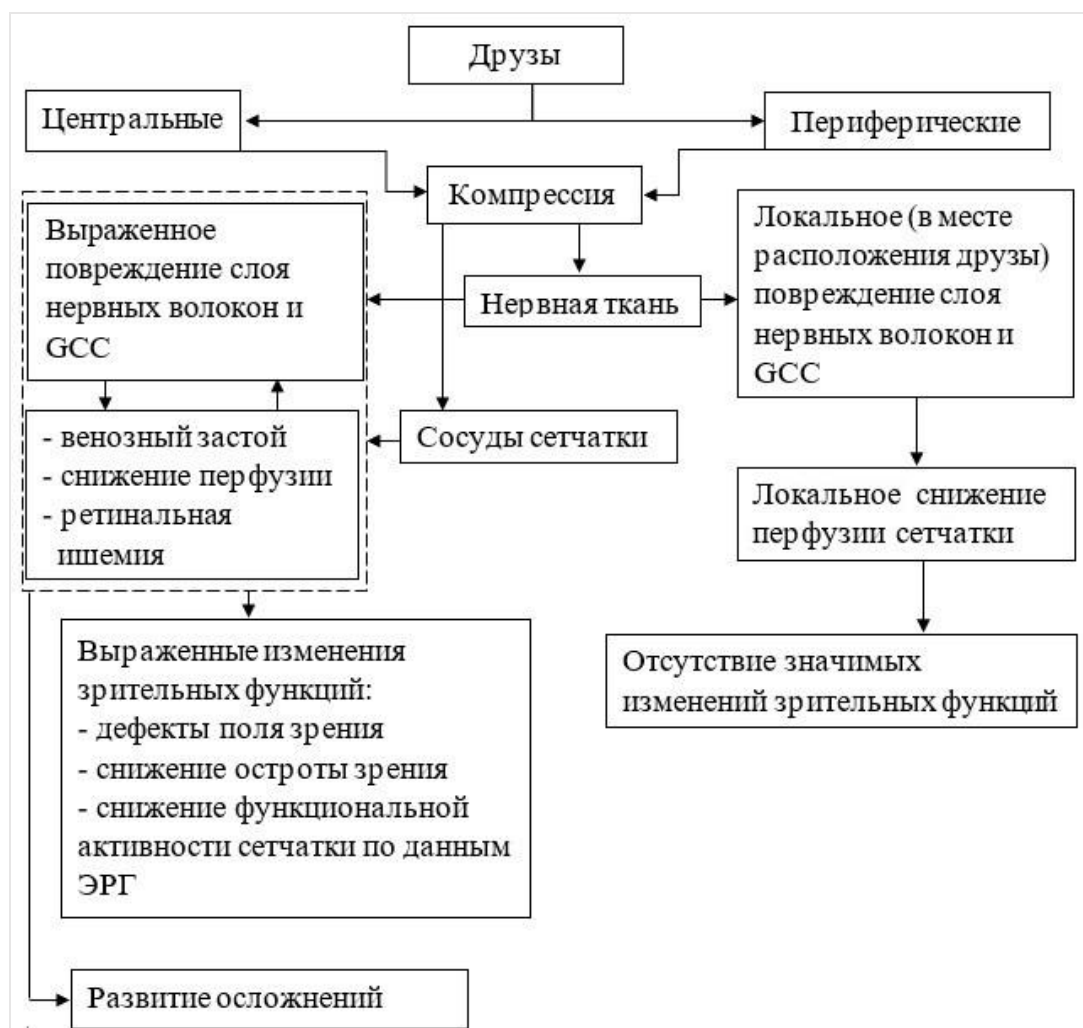 Друзы
Центральные
Периферические
Компрессия
Выраженное
повреждение слоя
нервных волокон и
GCC
Нервная ткань
Локальное (в месте
расположения друзы)
повреждение слоя
нервных волокон и
GCC
- венозный застой
- снижение перфузии
- ретинальная
ишемия
Сосуды сетчатки
Локальное снижение
перфузии сетчатки
Выраженные изменения
зрительных функций:
- дефекты поля зрения
- снижение остроты зрения
- снижение функциональной
активности сетчатки по данным
ЭРГ
Отсутствие значимых
изменений зрительных функций
Развитие осложнений